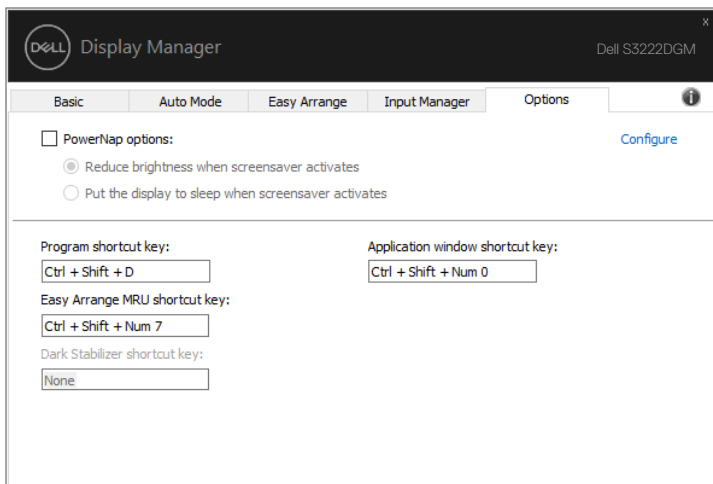 x
DELL Display Manager
Dell S3222DGM
Basic Auto Mode Easy Arrange Input Manager Options i
PowerNap options: Configure
Reduce brightness when screensaver activates
Put the display to sleep when screensaver activates
Program shortcut key: Application window shortcut key:
Ctrl + Shift + D Ctrl + Shift + Num 0
Easy Arrange MRU shortcut key:
Ctrl + Shift + Num 7
Dark Stabilizer shortcut key:
None